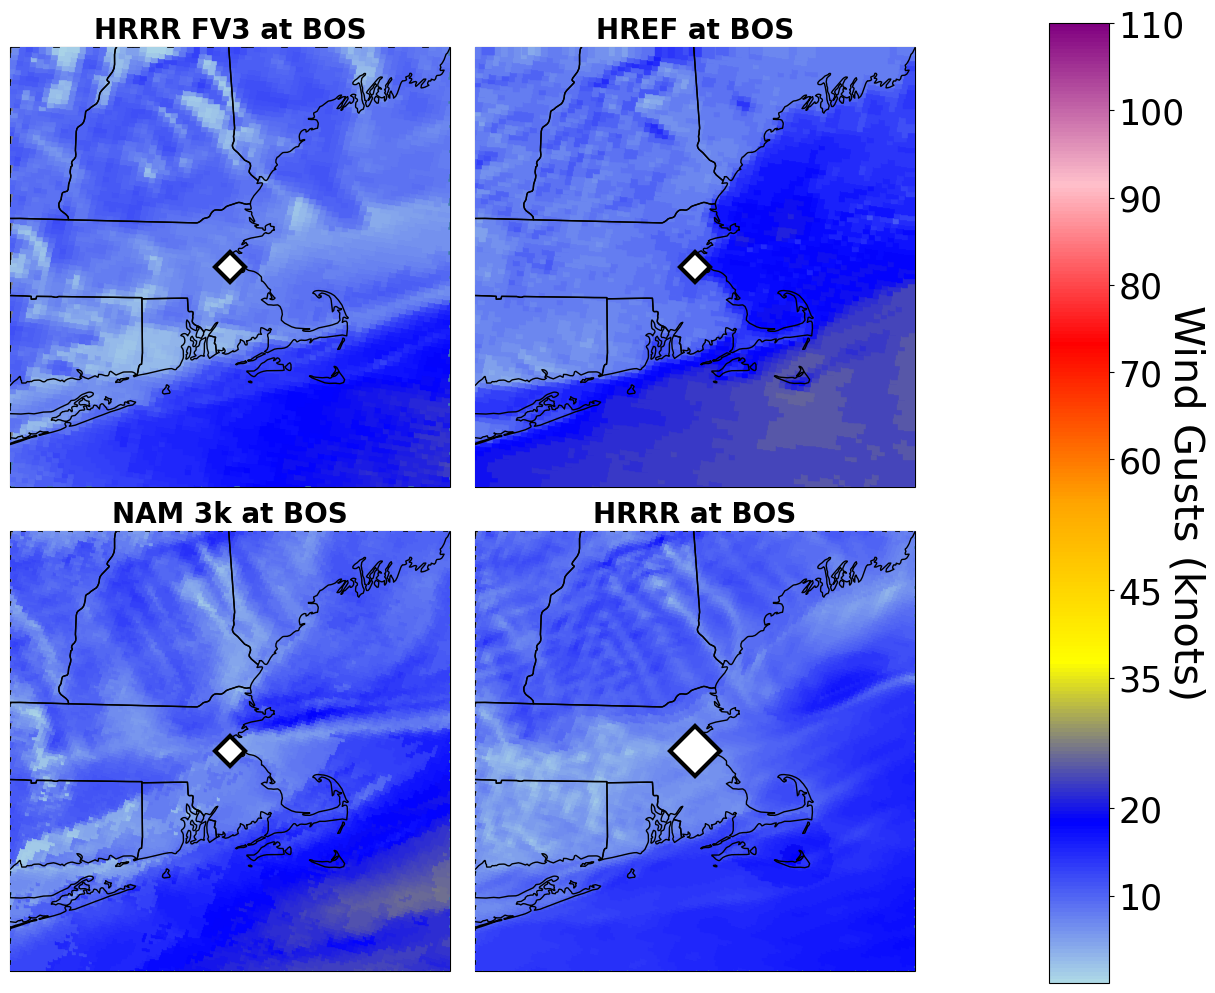 HRRR FV3 at BOS
HREF at BOS
NAM 3k at BOS
HRRR at BOS
110
100
90
80
70
60
45
35
20
10
Wind Gusts (knots)